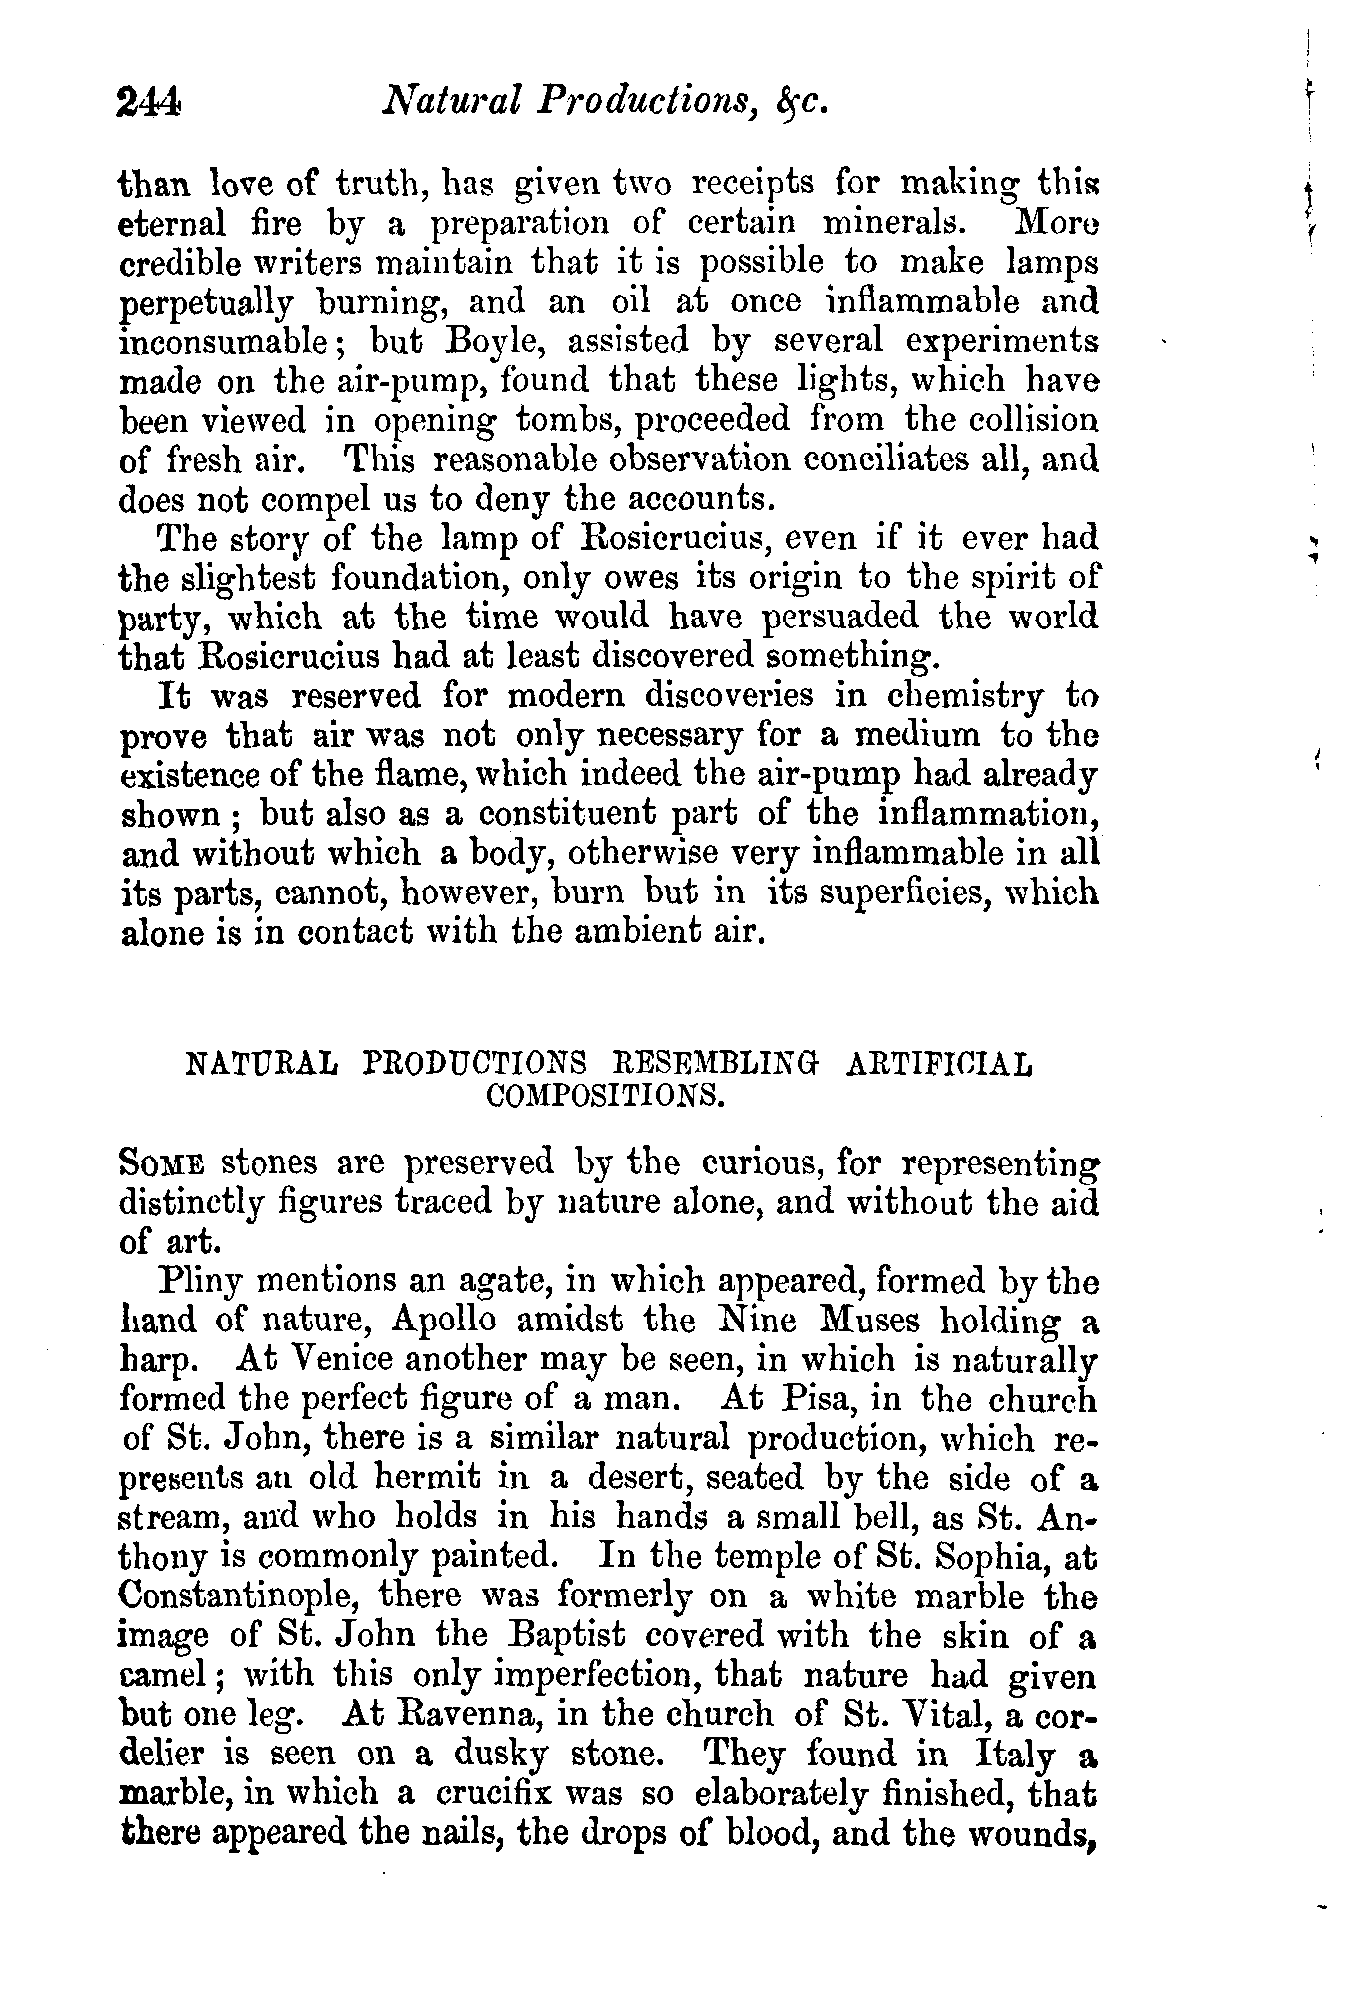 244 Natural Productions, &c.
than love of truth, has given two receipts for making this
eternal fire by a preparation of certain minerals. More
credible writers maintain that it is possible to make lamps
perpetually burning, and an oil at once inflammable and
inconsumable; but Boyle, assisted by several experiments
made on the air-pump, found that these lights, which have
been viewed in opening tombs, proceeded from the collision
of fresh air. This reasonable observation conciliates all, and
does not compel us to deny the accounts.
The story of the lamp of Rosicrucius, even if it ever had
the slightest foundation, only owes its origin to the spirit of
party, which at the time would have persuaded the world
that Rosicrucius had at least discovered something.
It was reserved for modern discoveries in chemistry to
prove that air was not only necessary for a medium to the
existence of the flame, which indeed the air-pump had already
shown; but also as a constituent part of the inflammation,
and without which a body, otherwise very inflammable in all
its parts, cannot, however, burn but in its superficies, which
alone is in contact with the ambient air.
NATURAL PRODUCTIONS RESEMBLING ARTIFICIAL
COMPOSITIONS.
SOME stones are preserved by the curious, for representing
distinctly figures traced by nature alone, and without the aid
of art.
Pliny mentions an agate, in which appeared, formed by the
hand of nature, Apollo amidst the Nine Muses holding a
harp. At Venice another may be seen, in which is naturally
formed the perfect figure of a man. At Pisa, in the church
of St. John, there is a similar natural production, which re-
presents an old hermit in a desert, seated by the side of a
stream, and who holds in his hands a small bell, as St. An-
thony is commonly painted. In the temple of St. Sophia, at
Constantinople, there was formerly on a white marble the
image of St. John the Baptist covered with the skin of a
camel; with this only imperfection, that nature had given
but one leg. At Ravenna, in the church of St. Vital, a cor-
delier is seen on a dusky stone. They found in Italy a
marble, in which a crucifix was so elaborately finished, that
there appeared the nails, the drops of blood, and the wounds,